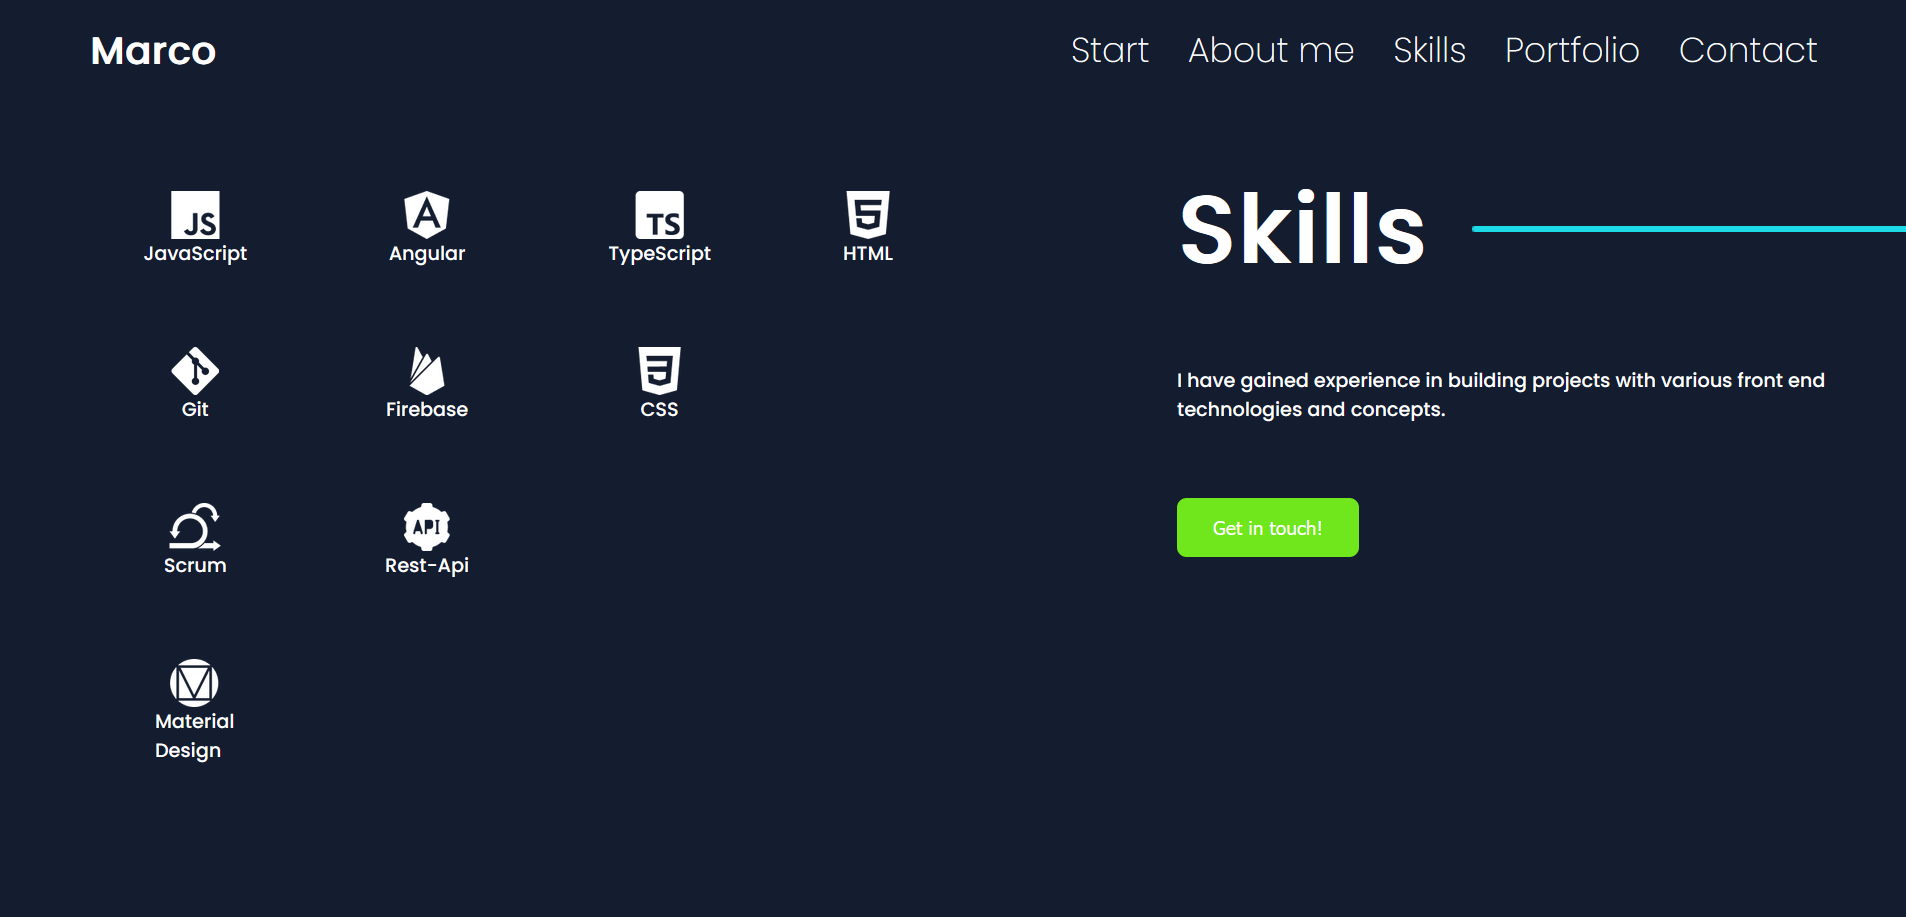 Marco
Start About me Skills Portfolio Contact
JS
JavaScript
A
Angular
TS
TypeScript
5
HTML
Skills
Git
Firebase
3
CSS
I have gained experience in building projects with various front end
technologies and concepts.
Scrum
API
Rest-Api
Get in touch!
Material
Design